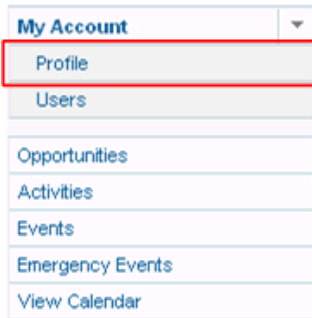 My Account
Profile
Users
Opportunities
Activities
Events
Emergency Events
View Calendar